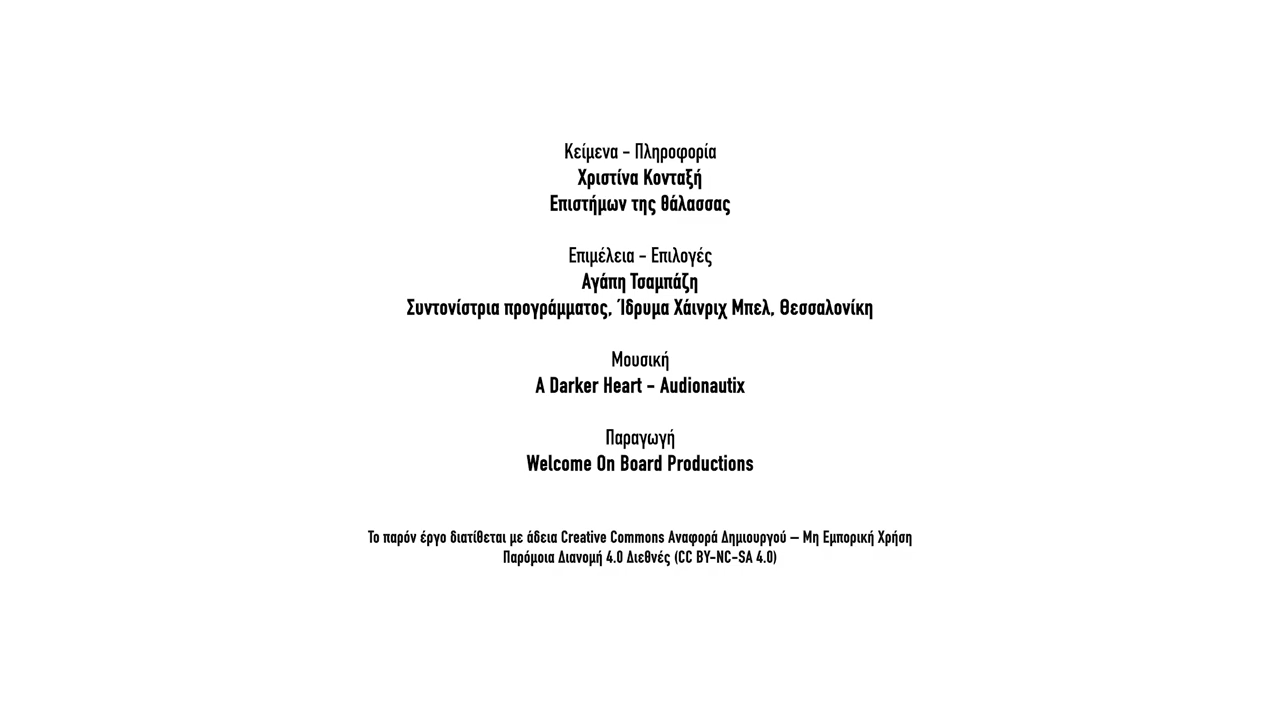 Κείμενα - Πληροφορία
Χριστίνα Κονταξή
Επιστήμων της θάλασσας
Επιμέλεια - Επιλογές
Αγάπη Τσαμπάζη
Συντονίστρια προγράμματος, Ίδρυμα Χάινριχ Μπελ, Θεσσαλονίκη
Μουσική
A Darker Heart - Audionautix
Παραγωγή
Welcome On Board Productions
Το παρόν έργο διατίθεται με άδεια Creative Commons Αναφορά Δημιουργού – Μη Εμπορική Χρήση
Παρόμοια Διανομή 4.0 Διεθνές (CC BY-NC-SA 4.0)